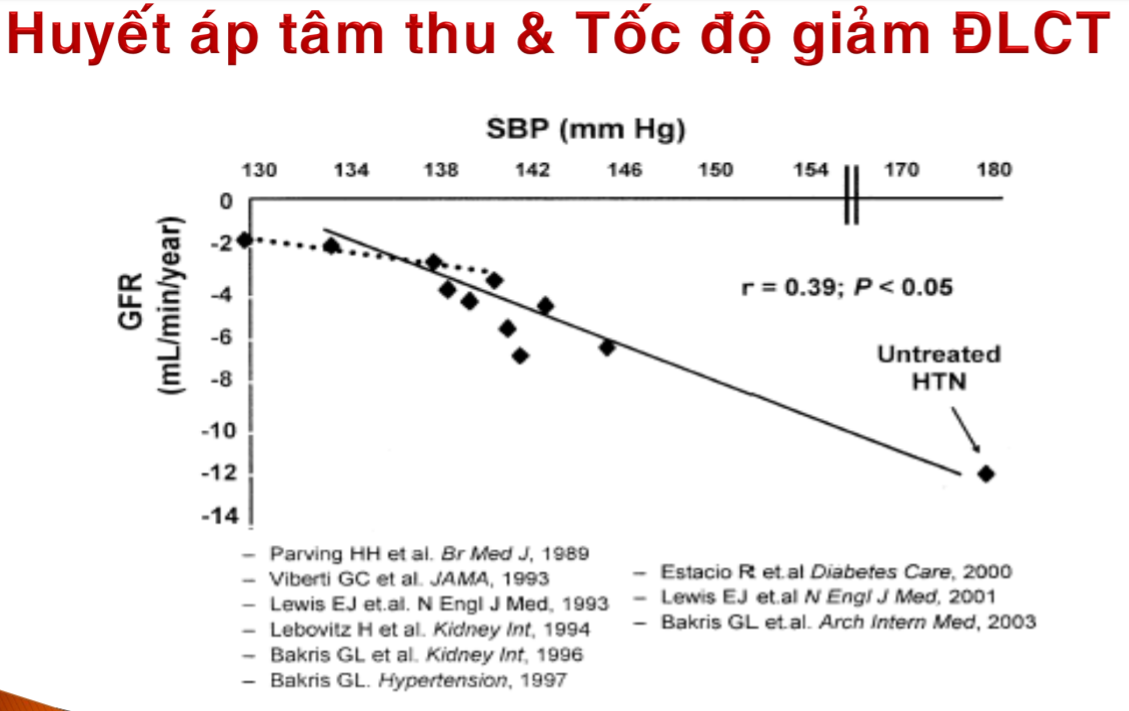 Huyết áp tâm thu & Tốc độ giảm ĐLCT
SBP (mm Hg)
130 134 138 142 146 150 154 170 180
0
-2
-4
-6
-8
-10
-12
-14
GFR
(mL/min/year)
r = 0.39; P < 0.05
Untreated
HTN
– Parving HH et al. Br Med J, 1989
– Viberti GC et al. JAMA, 1993
– Lewis EJ et.al. N Engl J Med, 1993
– Lebovitz H et al. Kidney Int, 1994
– Bakris GL et al. Kidney Int, 1996
– Bakris GL. Hypertension, 1997
– Estacio R et.al Diabetes Care, 2000
– Lewis EJ et.al N Engl J Med, 2001
– Bakris GL et.al. Arch Intern Med, 2003